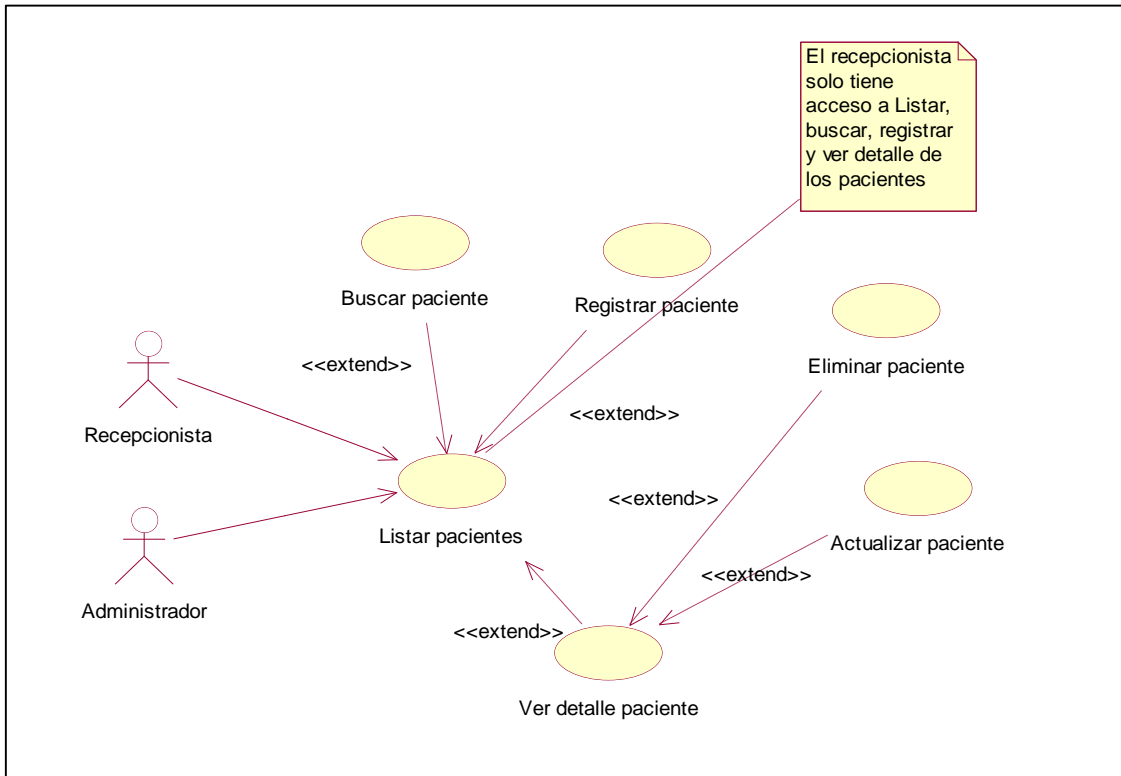 El recepcionista
solo tiene
acceso a Listar,
buscar, registrar
y ver detalle de
los pacientes
Buscar paciente
Registrar paciente
<<extend>>
Eliminar paciente
Recepcionista
<<extend>>
<<extend>>
Listar pacientes
Actualizar paciente
<<extend>>
Administrador
<<extend>>
Ver detalle paciente